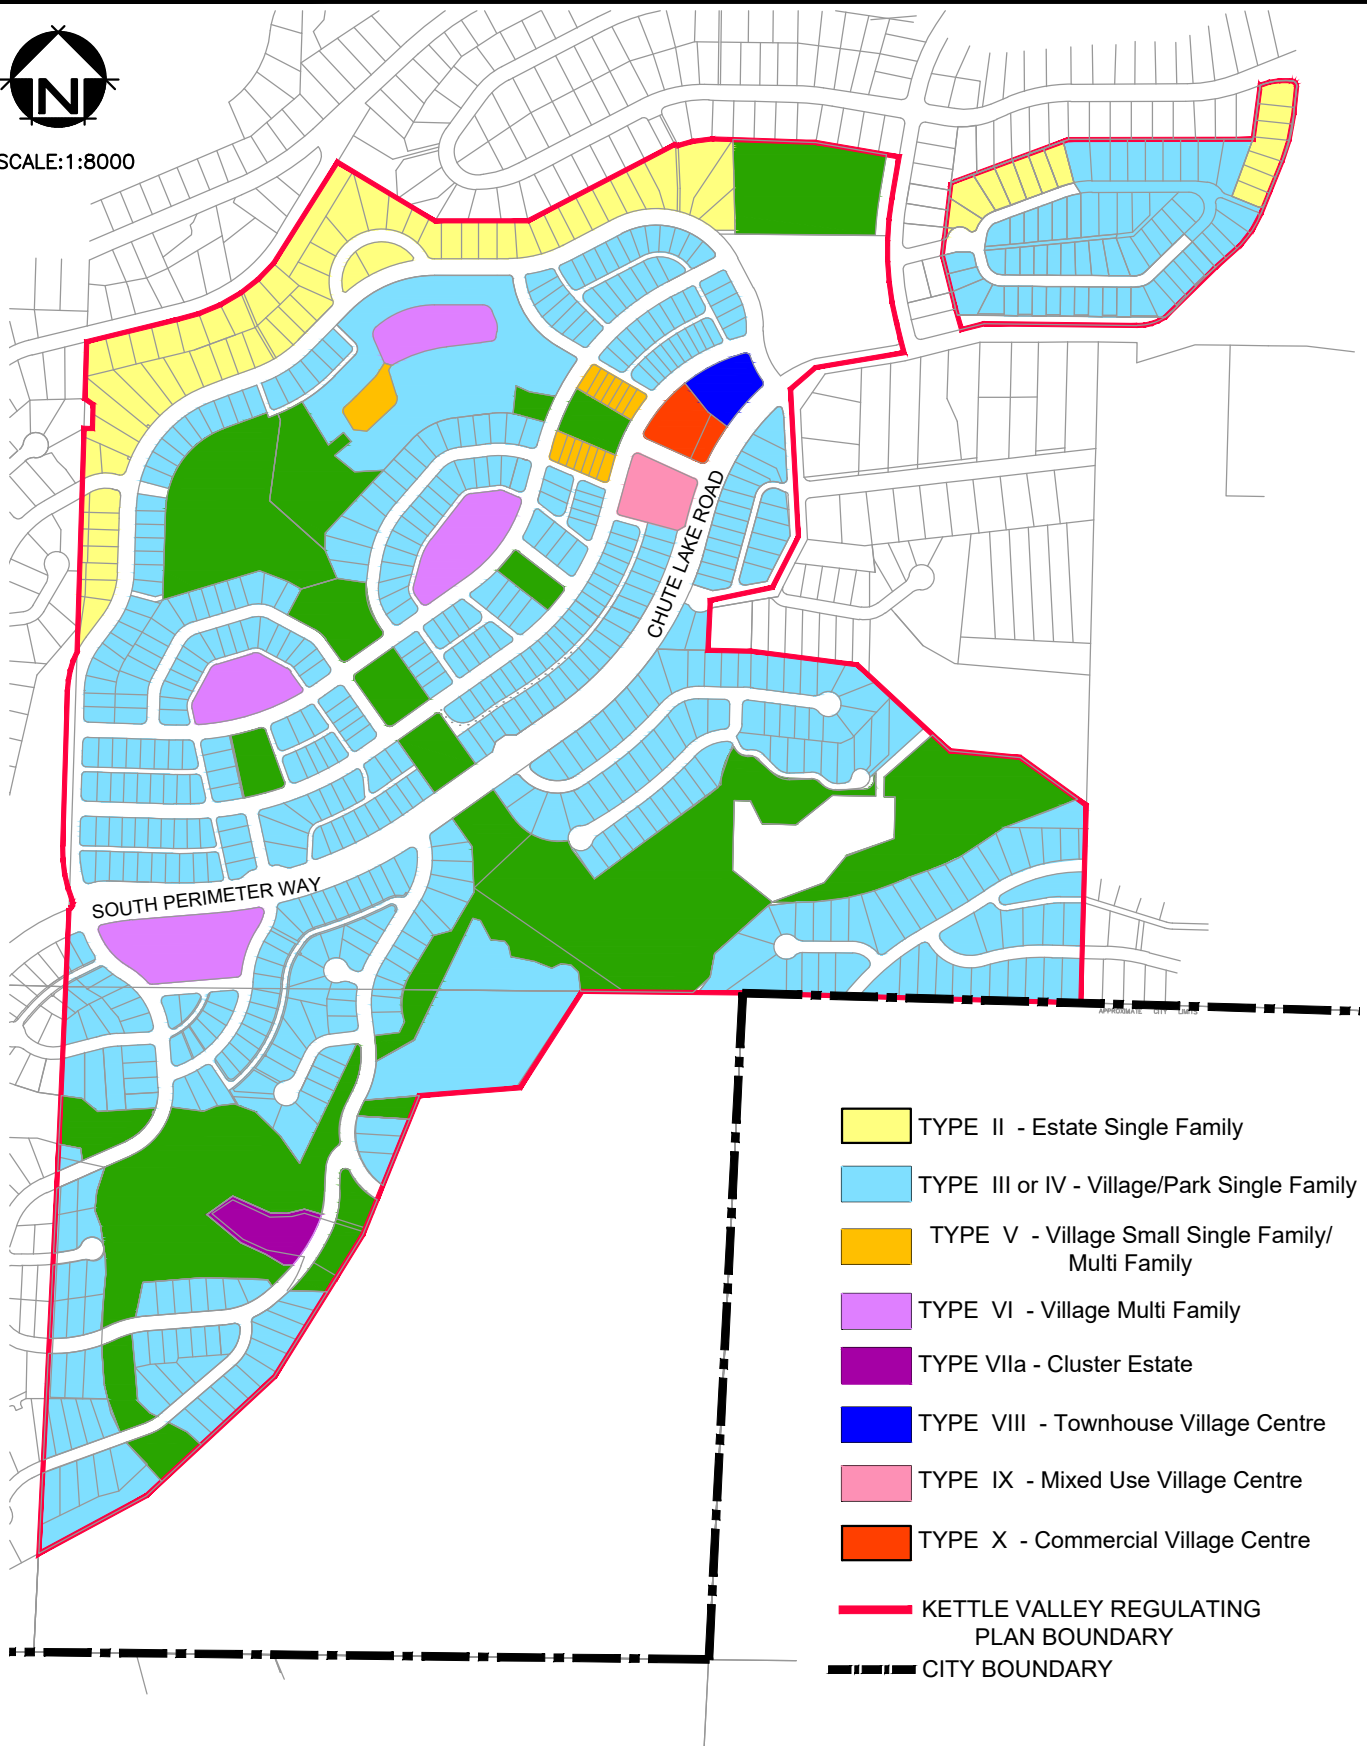 N
SCALE:1:8000
CHUTE LAKE ROAD
SOUTH PERIMETER WAY
APPROXIMATE CITY LIMITS
TYPE II - Estate Single Family
TYPE III or IV - Village/Park Single Family
TYPE V - Village Small Single Family/
Multi Family
TYPE VI - Village Multi Family
TYPE VIIa - Cluster Estate
TYPE VIII - Townhouse Village Centre
TYPE IX - Mixed Use Village Centre
TYPE X - Commercial Village Centre
KETTLE VALLEY REGULATING
PLAN BOUNDARY
CITY BOUNDARY